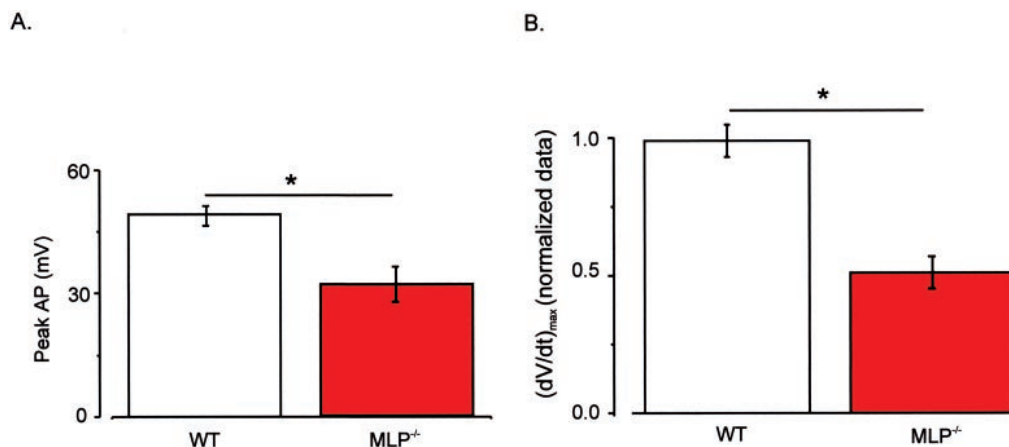 A.
60
30
0
Peak AP (mV)
*
WT
MLP-/-
B.
1.0
0.5
0.0
(dV/dt)max (normalized data)
*
WT
MLP-/-